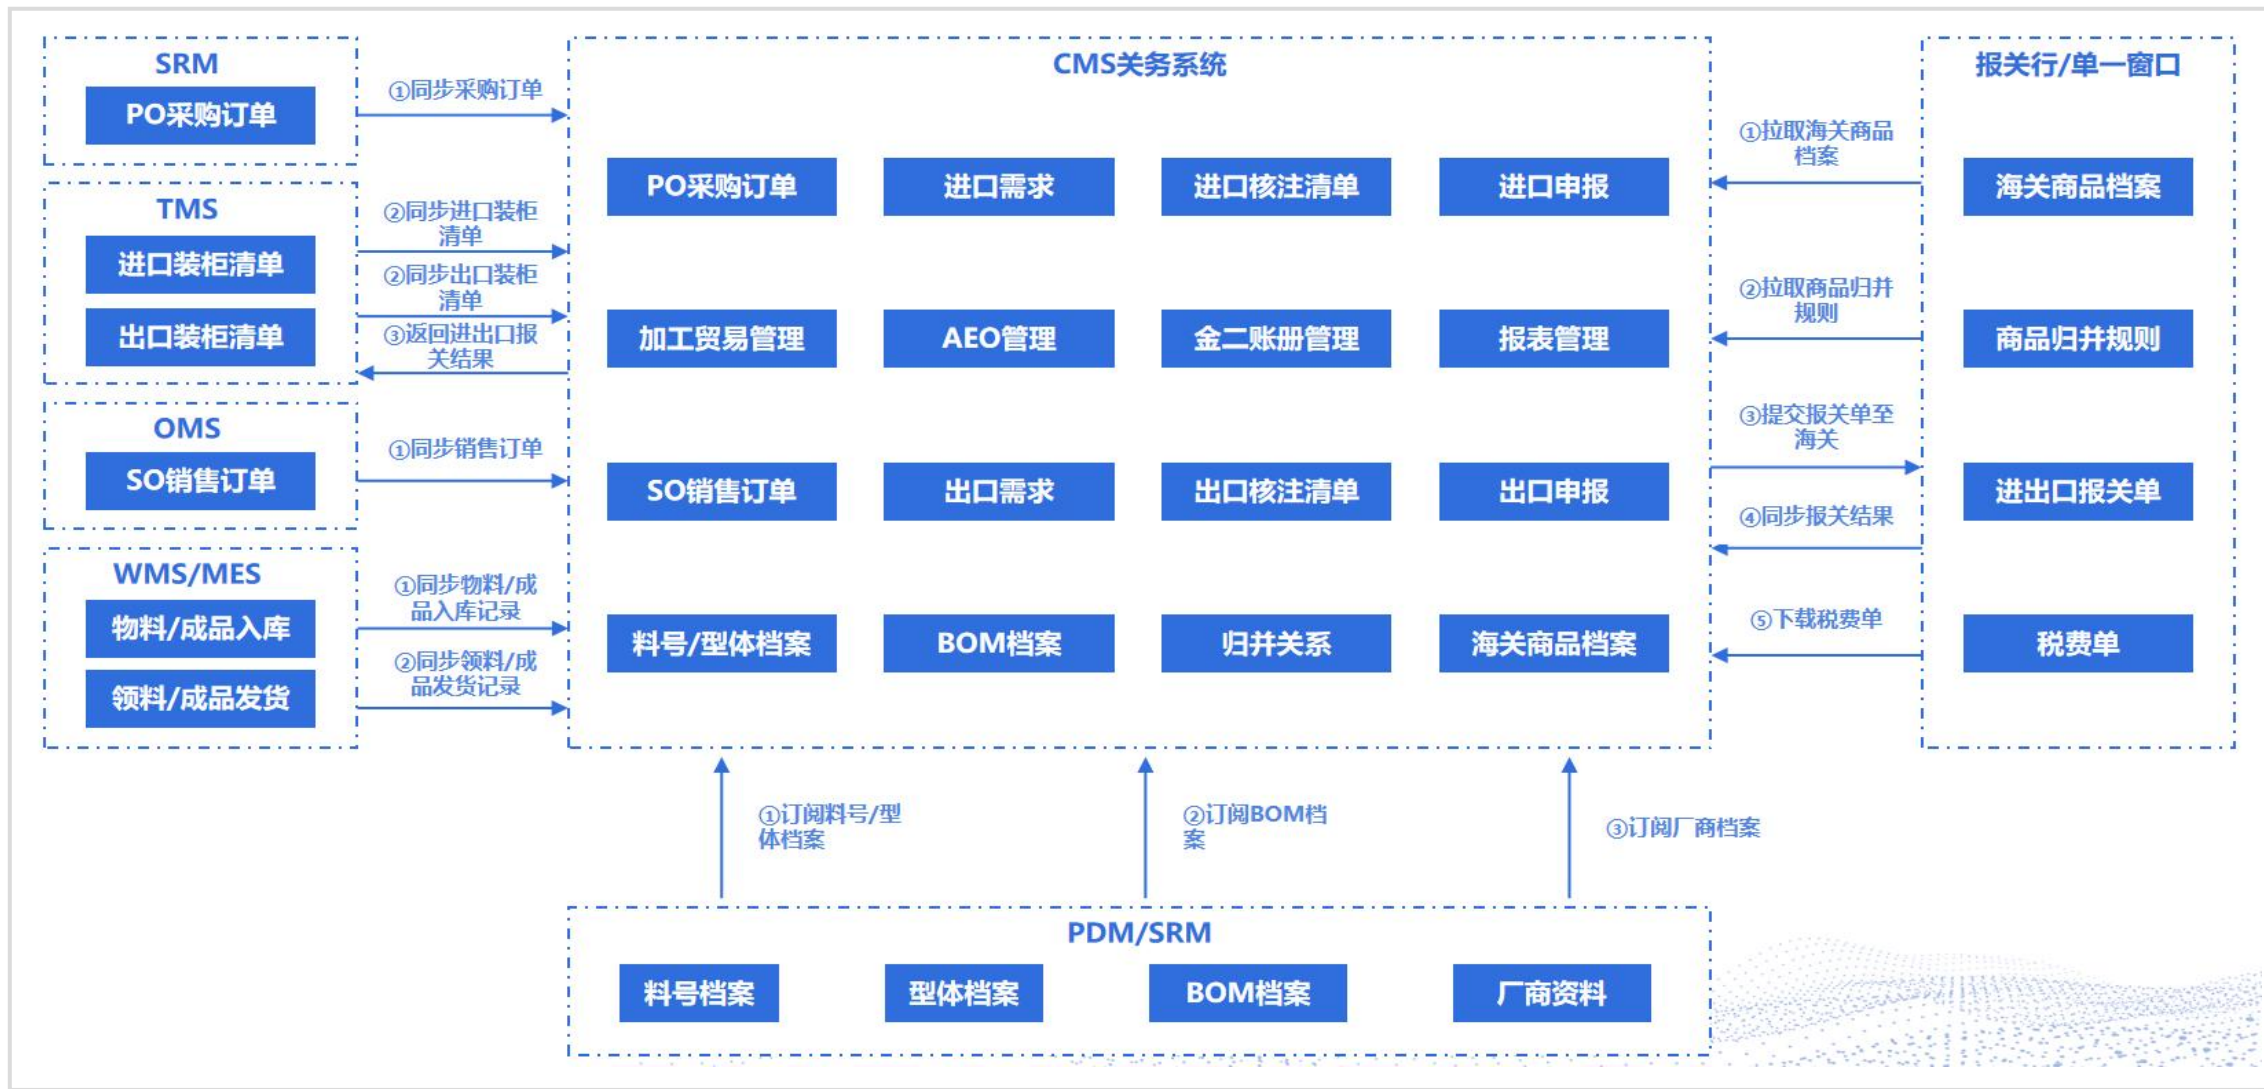 SRM
PO采购订单
①同步采购订单
TMS
进口装柜清单
出口装柜清单
②同步进口装柜
清单
②同步出口装柜
清单
③返回进出口报
关结果
OMS
SO销售订单
①同步销售订单
WMS/MES
物料/成品入库
领料/成品发货
①同步物料/成
品入库记录
②同步领料/成
品发货记录
CMS关务系统
PO采购订单
进口需求
进口核注清单
进口申报
加工贸易管理
AEO管理
金二账册管理
报表管理
SO销售订单
出口需求
出口核注清单
出口申报
料号/型体档案
BOM档案
归并关系
海关商品档案
①拉取海关商品
档案
②拉取商品归并
规则
③提交报关单至
海关
④同步报关结果
⑤下载税费单
报关行/单一窗口
海关商品档案
商品归并规则
进出口报关单
税费单
①订阅料号/型
体档案
②订阅BOM档
案
③订阅厂商档案
PDM/SRM
料号档案
型体档案
BOM档案
厂商资料